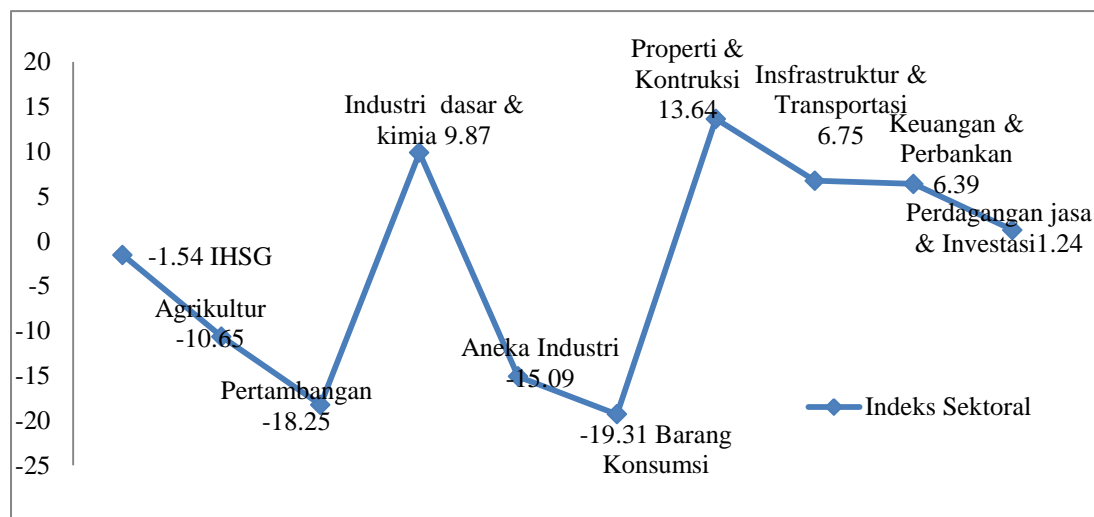 20
15
10
5
0
-5
-10
-15
-20
-25
-1.54 IHSG
Agrikultur
-10.65
Pertambangan
-18.25
Industri dasar &
kimia 9.87
Aneka Industri
-15.09
-19.31 Barang
Konsumsi
Properti &
Kontruksi
13.64
Insfrastruktur &
Transportasi
6.75
Keuangan &
Perbankan
6.39
Perdagangan jasa
& Investasi1.24
Indeks Sektoral